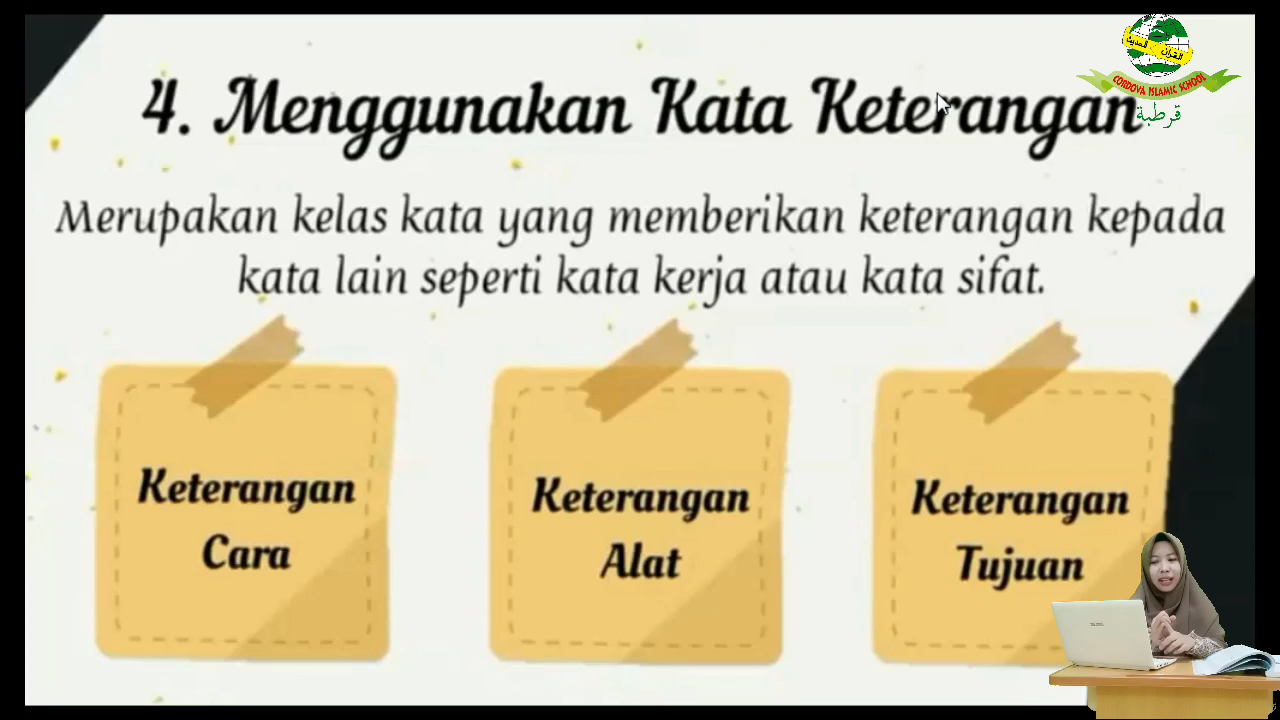 4. Menggunakan Kata Keterangan
Merupakan kelas kata yang memberikan keterangan kepada
kata lain seperti kata kerja atau kata sifat.
Keterangan
Cara
Keterangan
Alat
Keterangan
Tujuan
CORDOVA ISLAMIC SCHOOL
قرطبة